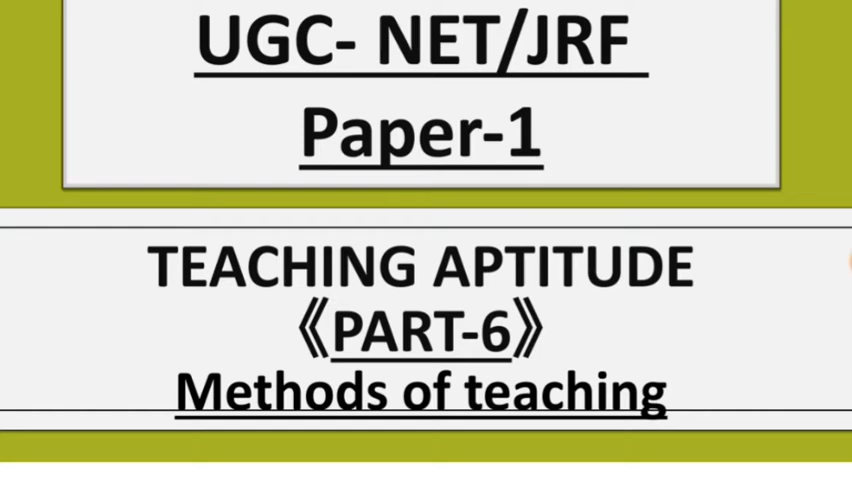 UGC- NET/JRF
Paper-1
TEACHING APTITUDE
《PART-6》
Methods of teaching